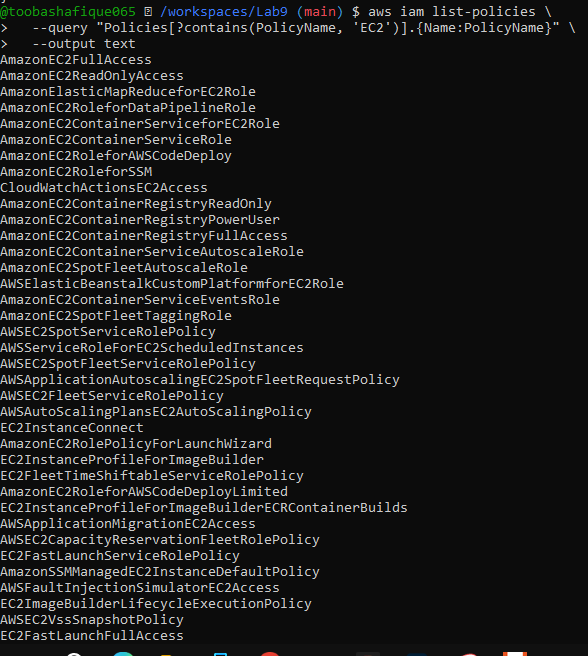 @toobashafique065 /workspaces/Lab9 (main) $ aws iam list-policies \
>   --query "Policies[?contains(PolicyName, 'EC2')].{Name:PolicyName}" \
>   --output text
AmazonEC2FullAccess
AmazonEC2ReadOnlyAccess
AmazonElasticMapReduceforEC2Role
AmazonEC2RoleforDataPipelineRole
AmazonEC2ContainerServiceforEC2Role
AmazonEC2ContainerServiceRole
AmazonEC2RoleforAWSCodeDeploy
AmazonEC2RoleforSSM
CloudWatchActionsEC2Access
AmazonEC2ContainerRegistryReadOnly
AmazonEC2ContainerRegistryPowerUser
AmazonEC2ContainerRegistryFullAccess
AmazonEC2ContainerServiceAutoscaleRole
AmazonEC2SpotFleetAutoscaleRole
AWSElasticBeanstalkCustomPlatformforEC2Role
AmazonEC2ContainerServiceEventsRole
AmazonEC2SpotFleetTaggingRole
AWSEC2SpotServiceRolePolicy
AWSServiceRoleForEC2ScheduledInstances
AWSEC2SpotFleetServiceRolePolicy
AWSApplicationAutoscalingEC2SpotFleetRequestPolicy
AWSEC2FleetServiceRolePolicy
AWSAutoScalingPlansEC2AutoScalingPolicy
EC2InstanceConnect
AmazonEC2RolePolicyForLaunchWizard
EC2InstanceProfileForImageBuilder
EC2FleetTimeShiftableServiceRolePolicy
AmazonEC2RoleforAWSCodeDeployLimited
EC2InstanceProfileForImageBuilderECRContainerBuilds
AWSApplicationMigrationEC2Access
AWSEC2CapacityReservationFleetRolePolicy
EC2FastLaunchServiceRolePolicy
AmazonSSMManagedEC2InstanceDefaultPolicy
AWSFaultInjectionSimulatorEC2Access
EC2ImageBuilderLifecycleExecutionPolicy
AWSEC2VssSnapshotPolicy
EC2FastLaunchFullAccess